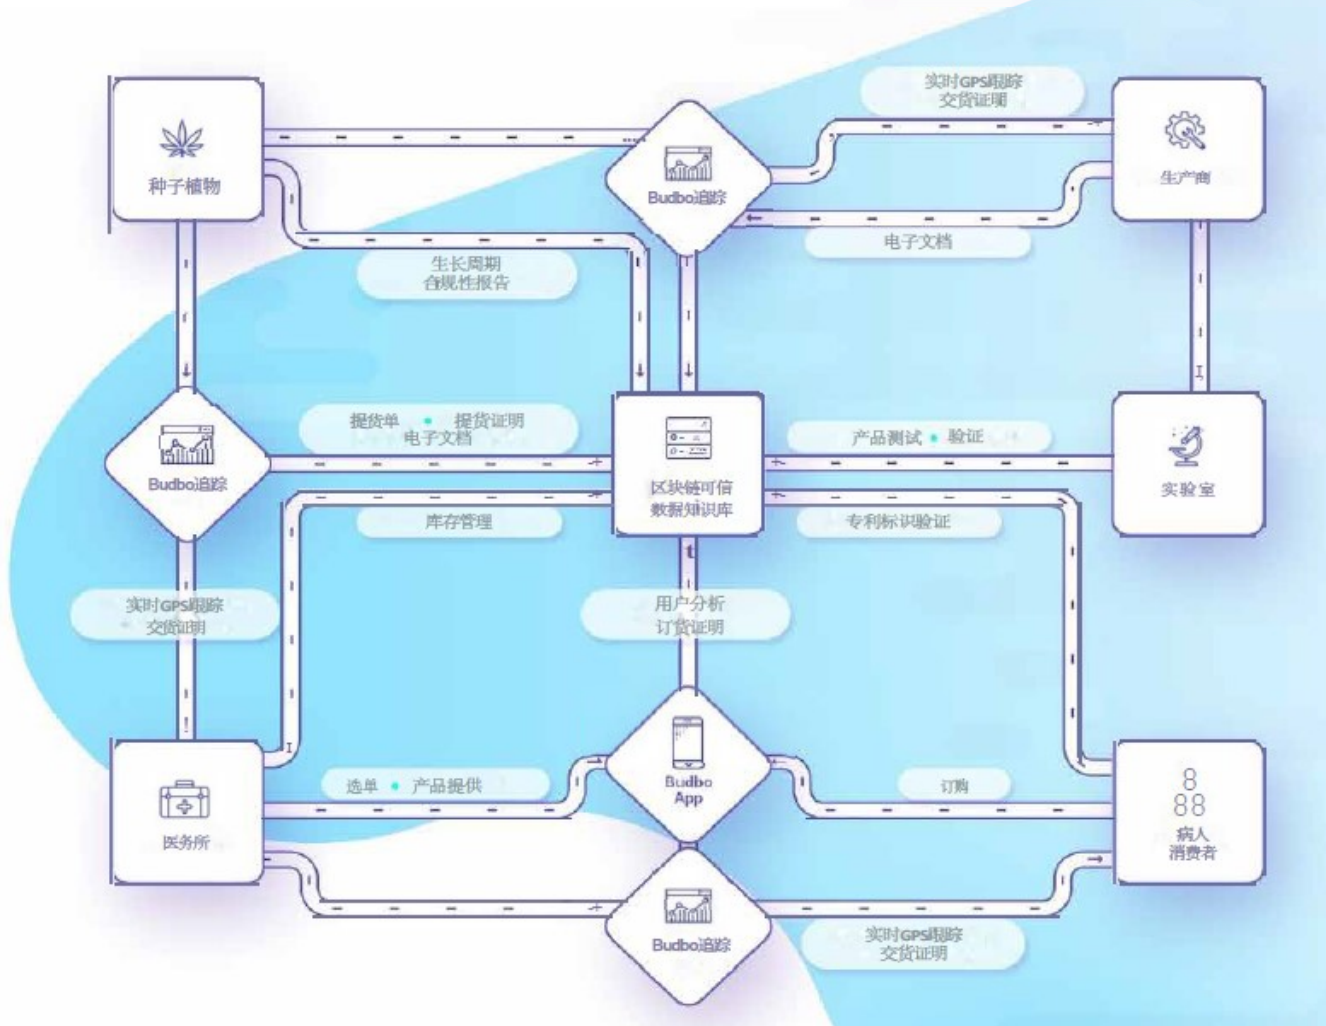 实时GPS跟踪
交货证明
种子植物
Budbo追踪
生产商
电子文档
生长周期
合规性报告
提货单 • 提货证明
电子文档
产品测试 • 验证
Budbo追踪
区块链可信
数据知识库
实验室
库存管理
专利标识验证
实时GPS跟踪
交货证明
用户分析
订货证明
选单 • 产品提供
Budbo
App
订购
医务所
病人
消费者
Budbo追踪
实时GPS跟踪
交货证明